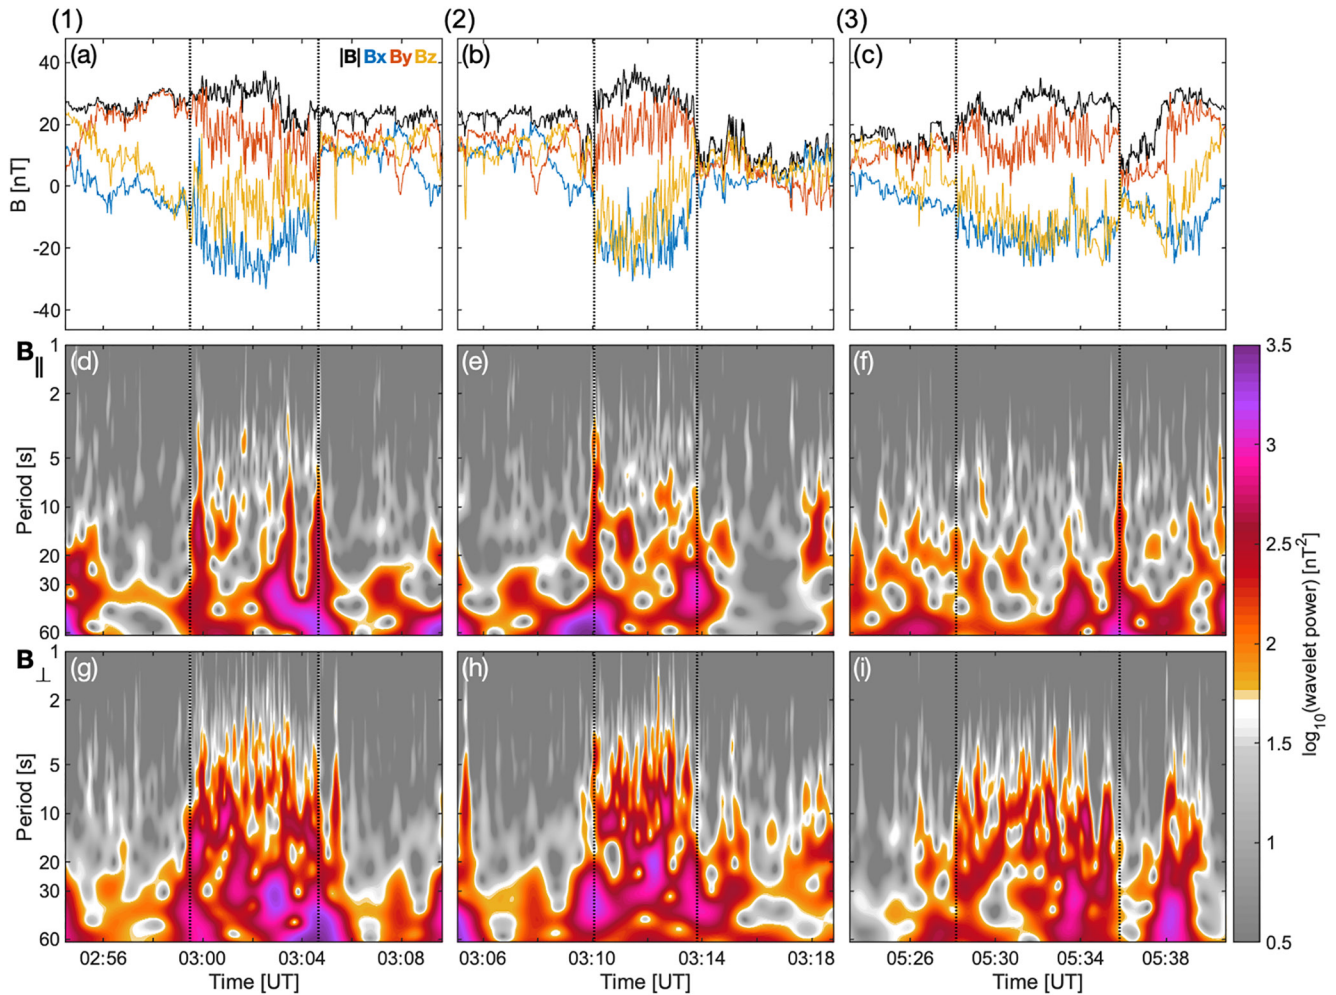 (1) (2) (3)
(a) |B| Bx By Bz (b) (c)
40
20
0
-20
-40
B [nT]
B∥ (d) (e) (f)
1
2
5
10
20
30
60
Period [s]
B⊥ (g) (h) (i)
1
2
5
10
20
30
60
Period [s]
02:56 03:00 03:04 03:08 03:06 03:10 03:14 03:18 05:26 05:30 05:34 05:38
Time [UT] Time [UT] Time [UT]
3.5
3
2.5
2
1.5
1
0.5
log10(wavelet power) [nT²]